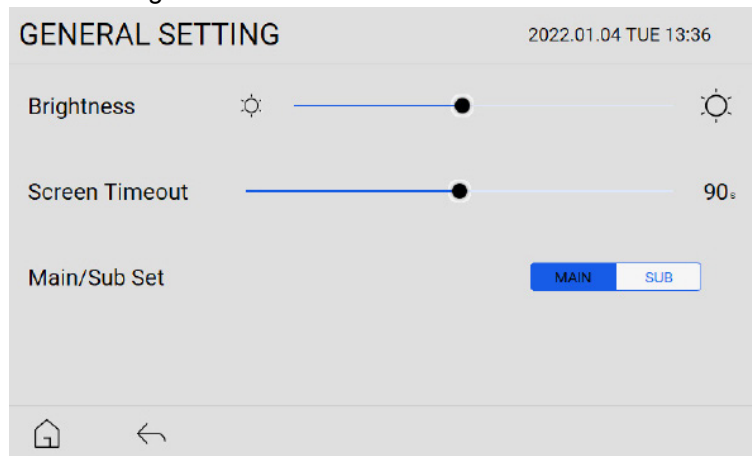 GENERAL SETTING 2022.01.04 TUE 13:36
Brightness
Screen Timeout 90s
Main/Sub Set MAIN SUB